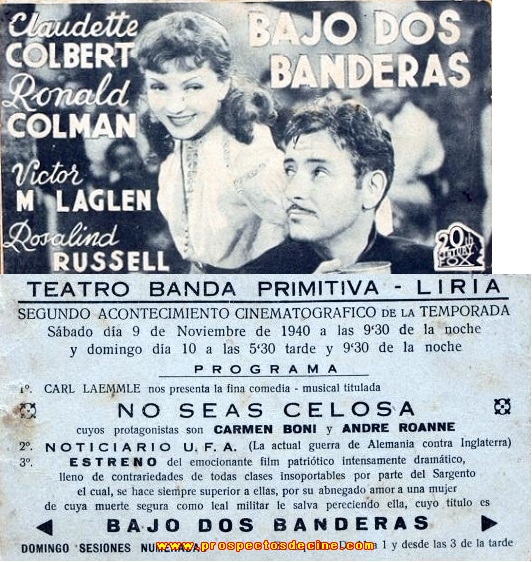 Claudette
COLBERT
Ronald
COLMAN
Victor
M LAGLEN
Rosalind
RUSSELL
BAJO DOS
BANDERAS
20th
CENTURY
FOX
TEATRO BANDA PRIMITIVA - LIRIA
SEGUNDO ACONTECIMIENTO CINEMATOGRAFICO DE LA TEMPORADA
Sábado día 9 de Noviembre de 1940 a las 9'30 de la noche
y domingo día 10 a las 5'30 tarde y 9'30 de la noche
PROGRAMA
1º. CARL LAEMMLE nos presenta la fina comedia - musical titulada
NO SEAS CELOSA
cuyos protagonistas son CARMEN BONI y ANDRE ROANNE
2º. NOTICIARIO U.F.A. (La actual guerra de Alemania contra Inglaterra)
3º. ESTRENO del emocionante film patriótico intensamente dramático,
lleno de contrariedades de todas clases insoportables por parte del Sargento
el cual, se hace siempre superior a ellas, por su abnegado amor a una mujer
de cuya muerte segura como leal militar le salva pereciendo ella, cuyo título es
BAJO DOS BANDERAS
DOMINGO SESIONES NUMERADAS 1 y desde las 3 de la tarde
www.prospectosdecine.com